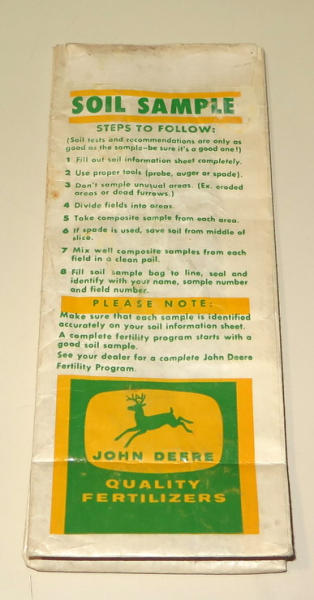 SOIL SAMPLE
STEPS TO FOLLOW:
(Soil tests and recommendations are only as
good as the sample-be sure it's a good one!)
1 Fill out soil information sheet completely.
2 Use proper tools (probe, auger or spade).
3 Don't sample unusual areas. (Ex. eroded
areas or dead furrows.)
4 Divide fields into areas.
5 Take composite sample from each area.
6 If spade is used, save soil from middle of
slice.
7 Mix well composite samples from each
field in a clean pail.
8 Fill soil sample bag to line, seal and
identify with your name, sample number
and field number.
PLEASE NOTE:
Make sure that each sample is identified
accurately on your soil information sheet.
A complete fertility program starts with a
good soil sample.
See your dealer for a complete John Deere
Fertility Program.
JOHN DEERE
QUALITY
FERTILIZERS